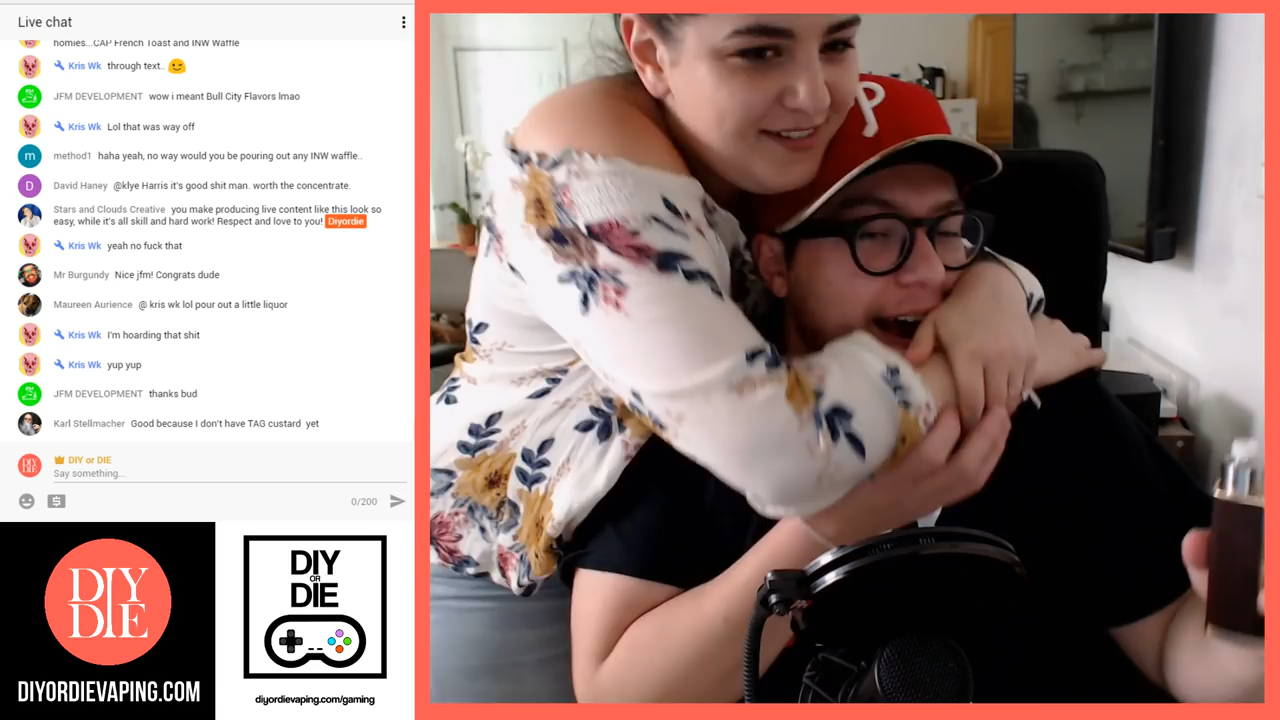 Live chat
homies...CAP French Toast and INW Waffle
Kris Wk through text..
JFM DEVELOPMENT wow i meant Bull City Flavors lmao
Kris Wk Lol that was way off
method1 haha yeah, no way would you be pouring out any INW waffle..
David Haney @klye Harris it's good shit man. worth the concentrate.
Stars and Clouds Creative you make producing live content like this look so
easy, while it's all skill and hard work! Respect and love to you! Diyordie
Kris Wk yeah no fuck that
Mr Burgundy Nice jfm! Congrats dude
Maureen Aurience @ kris wk lol pour out a little liquor
Kris Wk I'm hoarding that shit
Kris Wk yup yup
JFM DEVELOPMENT thanks bud
Karl Stellmacher Good because I don't have TAG custard yet
DIY or DIE
Say something...
0/200
DIY
DIE
DIYORDIEVAPING.COM
DIY
OR
DIE
diyordievaping.com/gaming
P